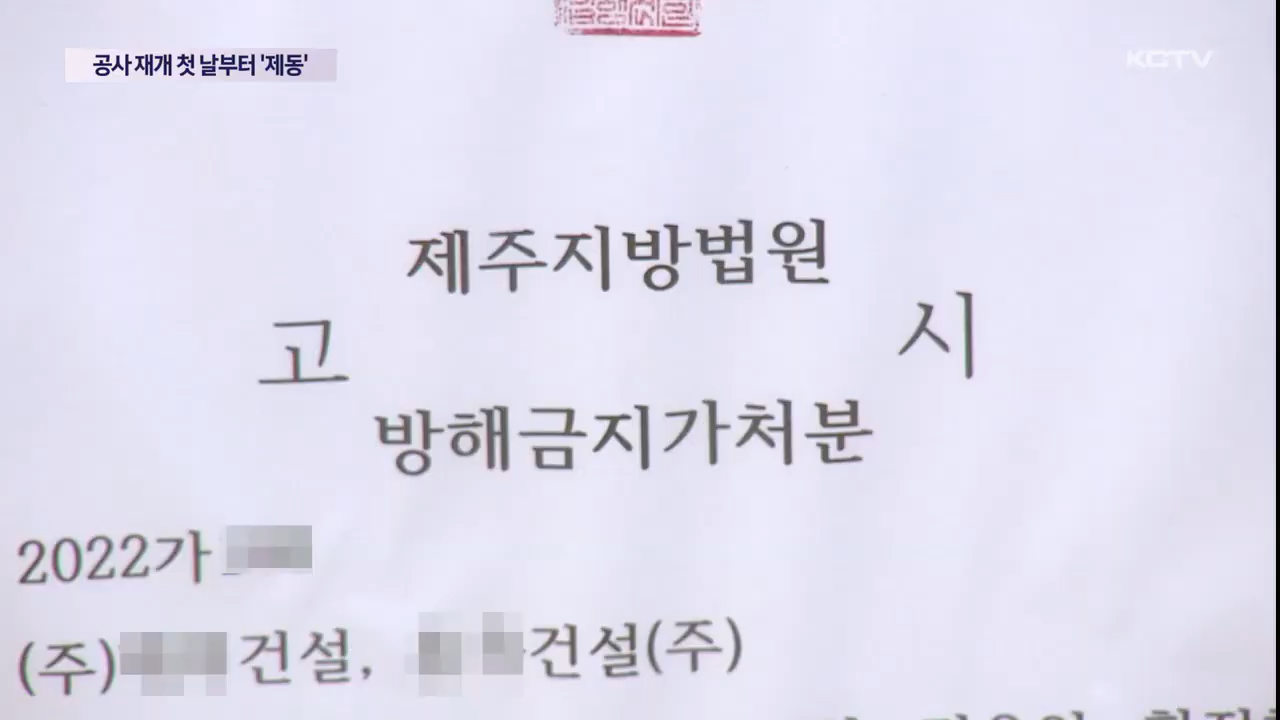 공사 재개 첫 날부터 '제동'
KCTV
제주지방법원
고 시
방해금지가처분
2022가
(주) 건설, 건설(주)